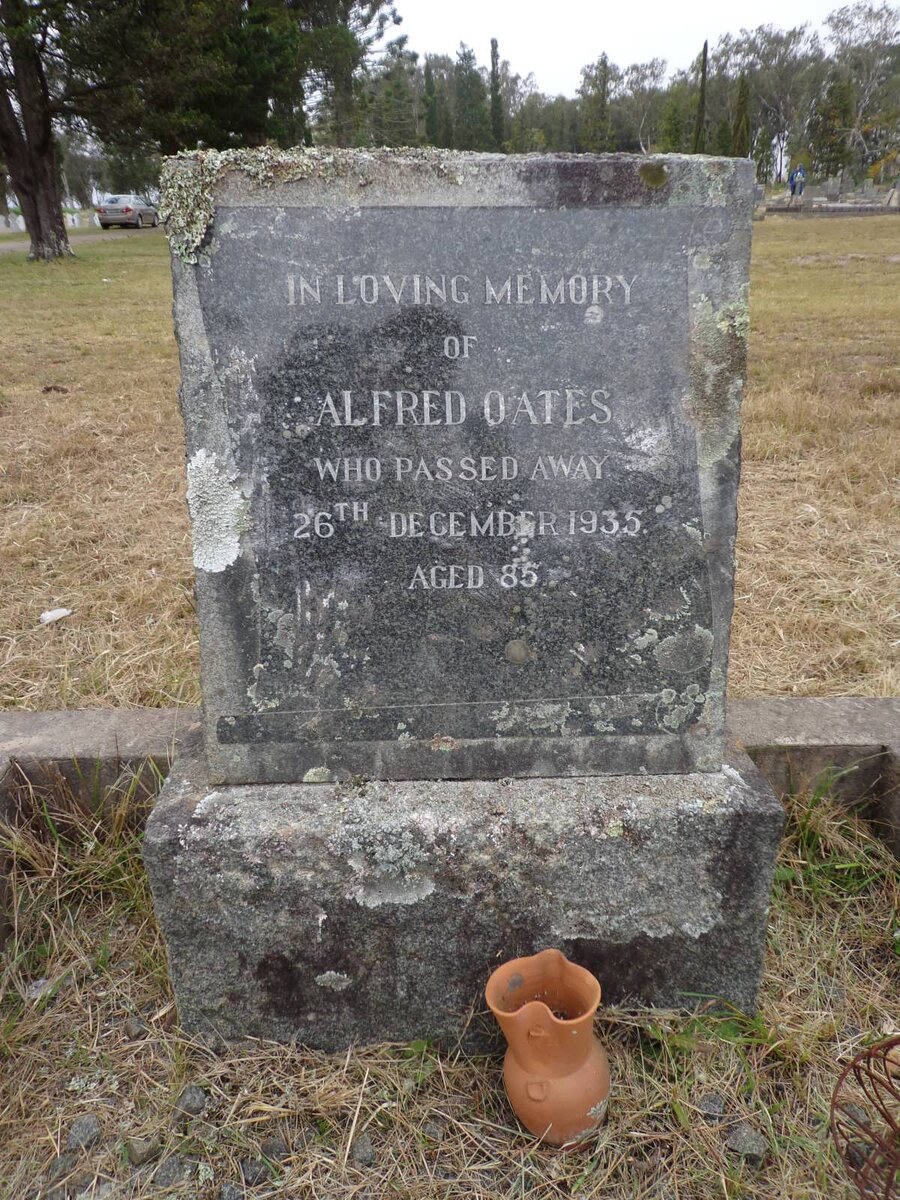 IN LOVING MEMORY
OF
ALFRED OATES
WHO PASSED AWAY
26TH DECEMBER 1935
AGED 85